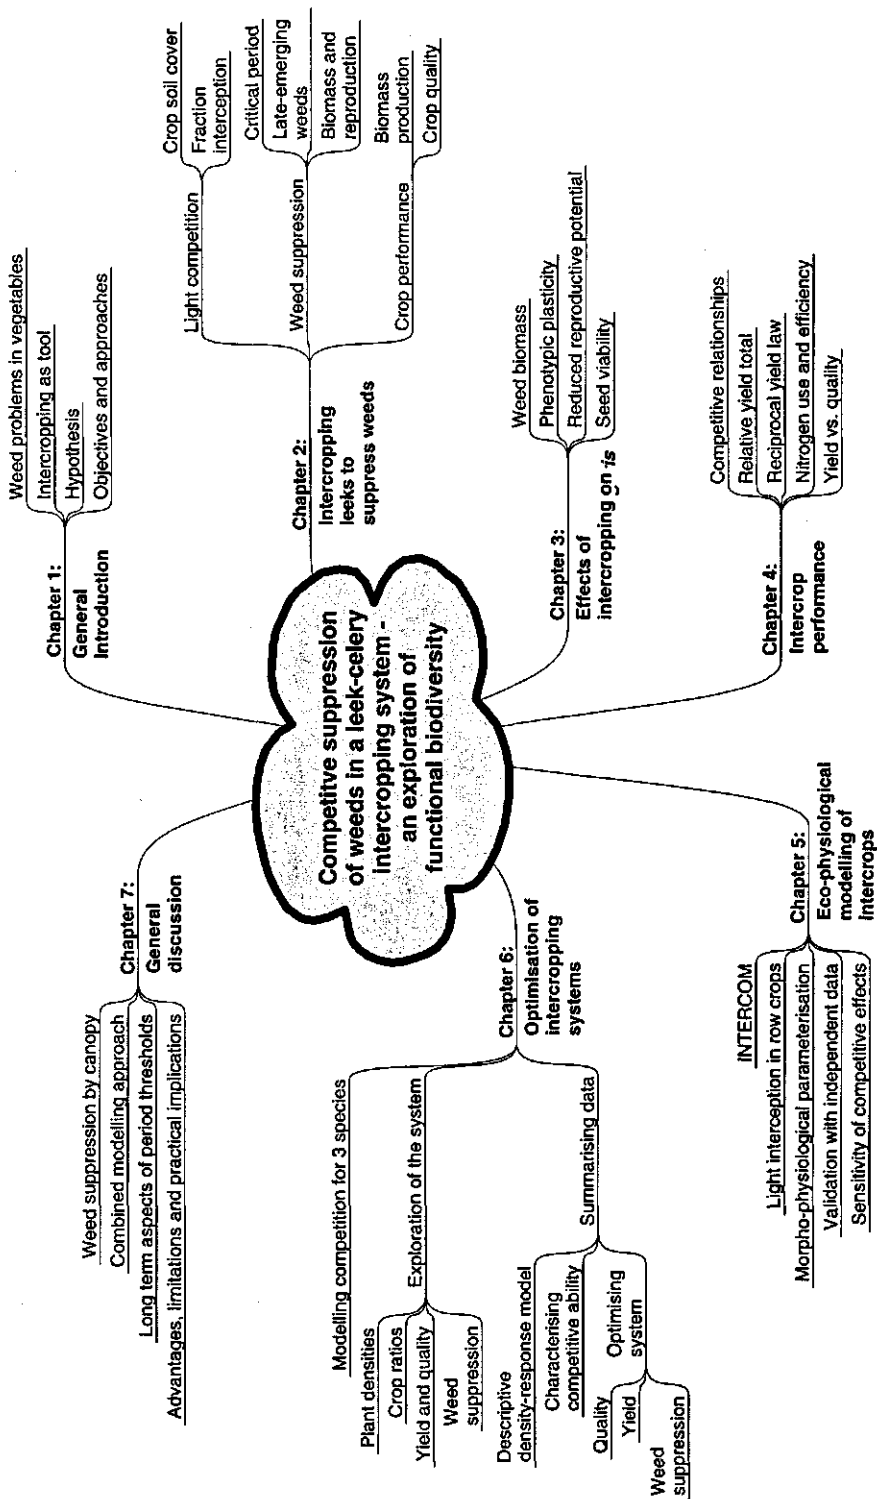 Competitve suppression
of weeds in a leek-celery
intercropping system -
an exploration of
functional biodiversity
Chapter 1:
General
Introduction
Weed problems in vegetables
Intercropping as tool
Hypothesis
Objectives and approaches
Chapter 2:
Intercropping
leeks to
suppress weeds
Light competition
Crop soil cover
Fraction
interception
Weed suppression
Critical period
Late-emerging
weeds
Biomass and
reproduction
Crop performance
Biomass
production
Crop quality
Chapter 3:
Effects of
intercropping on is
Weed biomass
Phenotypic plasticity
Reduced reproductive potential
Seed viability
Chapter 4:
Intercrop
performance
Competitive relationships
Relative yield total
Reciprocal yield law
Nitrogen use and efficiency
Yield vs. quality
Chapter 5:
Eco-physiological
modelling of
intercrops
INTERCOM
Light interception in row crops
Morpho-physiological parameterisation
Validation with independent data
Sensitivity of competitive effects
Chapter 6:
Optimisation of
intercropping
systems
Modelling competition for 3 species
Exploration of the system
Plant densities
Crop ratios
Yield and quality
Weed
suppression
Summarising data
Descriptive
density-response model
Characterising
competitive ability
Optimising
system
Quality
Yield
Weed
suppression
Chapter 7:
General
discussion
Weed suppression by canopy
Combined modelling approach
Long term aspects of period thresholds
Advantages, limitations and practical implications